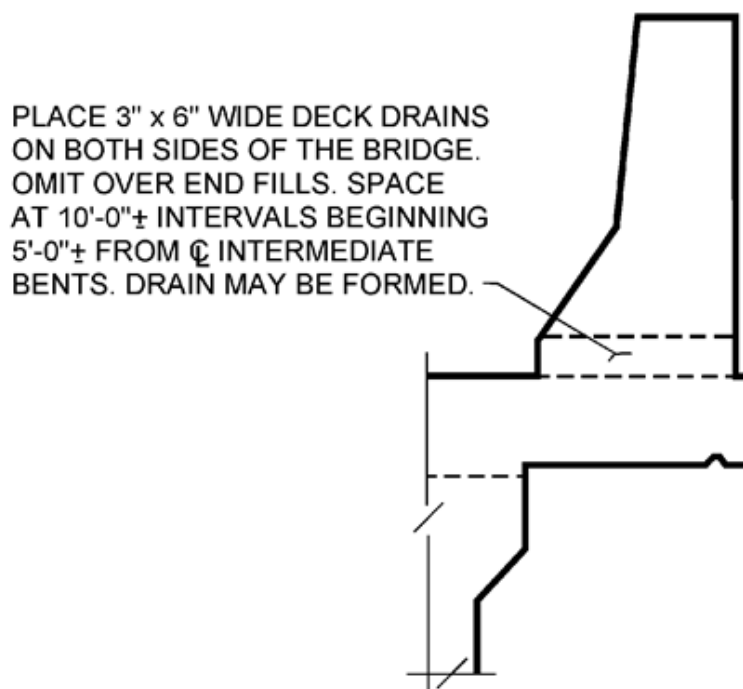 PLACE 3" x 6" WIDE DECK DRAINS
ON BOTH SIDES OF THE BRIDGE.
OMIT OVER END FILLS. SPACE
AT 10'-0"± INTERVALS BEGINNING
5'-0"± FROM ℄ INTERMEDIATE
BENTS. DRAIN MAY BE FORMED.